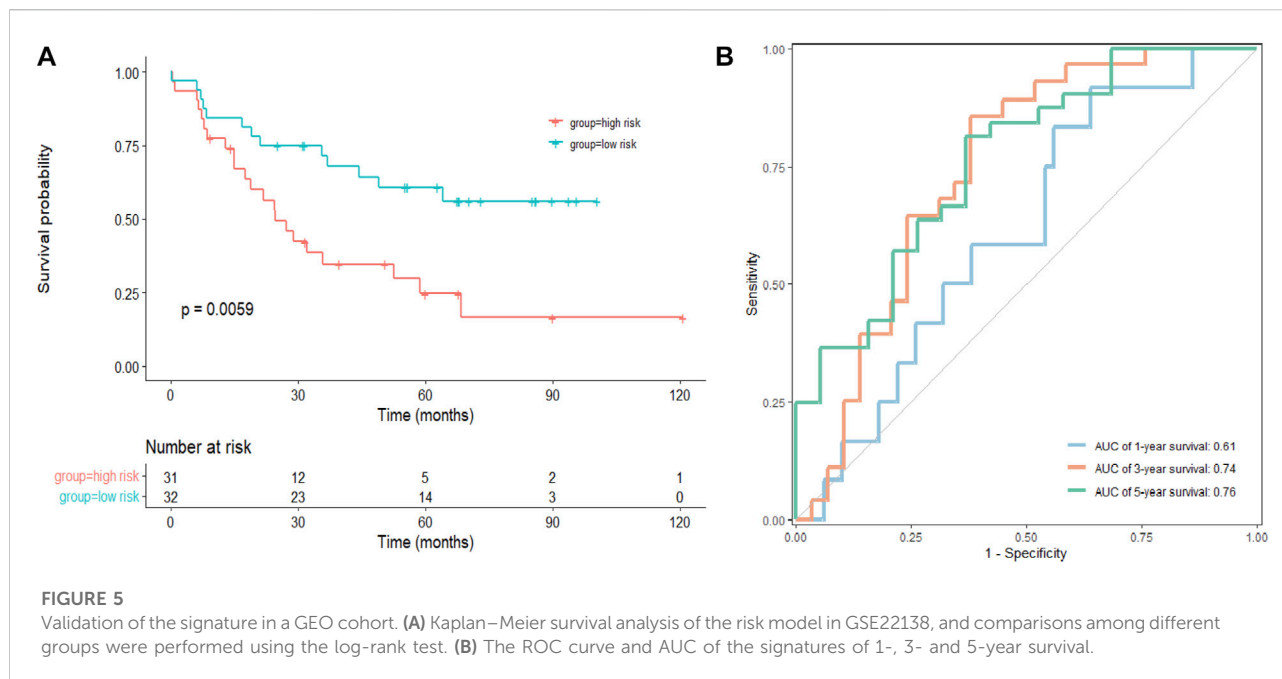 A
1.00
0.75
0.50
0.25
0.00
Survival probability
group=high risk
group=low risk
p = 0.0059
0 30 60 90 120
Time (months)
Number at risk
group=high risk 31 12 5 2 1
group=low risk 32 23 14 3 0
0 30 60 90 120
Time (months)
B
1.00
0.75
0.50
0.25
0.00
Sensitivity
AUC of 1-year survival: 0.61
AUC of 3-year survival: 0.74
AUC of 5-year survival: 0.76
0.00 0.25 0.50 0.75 1.00
1 - Specificity
FIGURE 5
Validation of the signature in a GEO cohort. (A) Kaplan–Meier survival analysis of the risk model in GSE22138, and comparisons among different
groups were performed using the log-rank test. (B) The ROC curve and AUC of the signatures of 1-, 3- and 5-year survival.